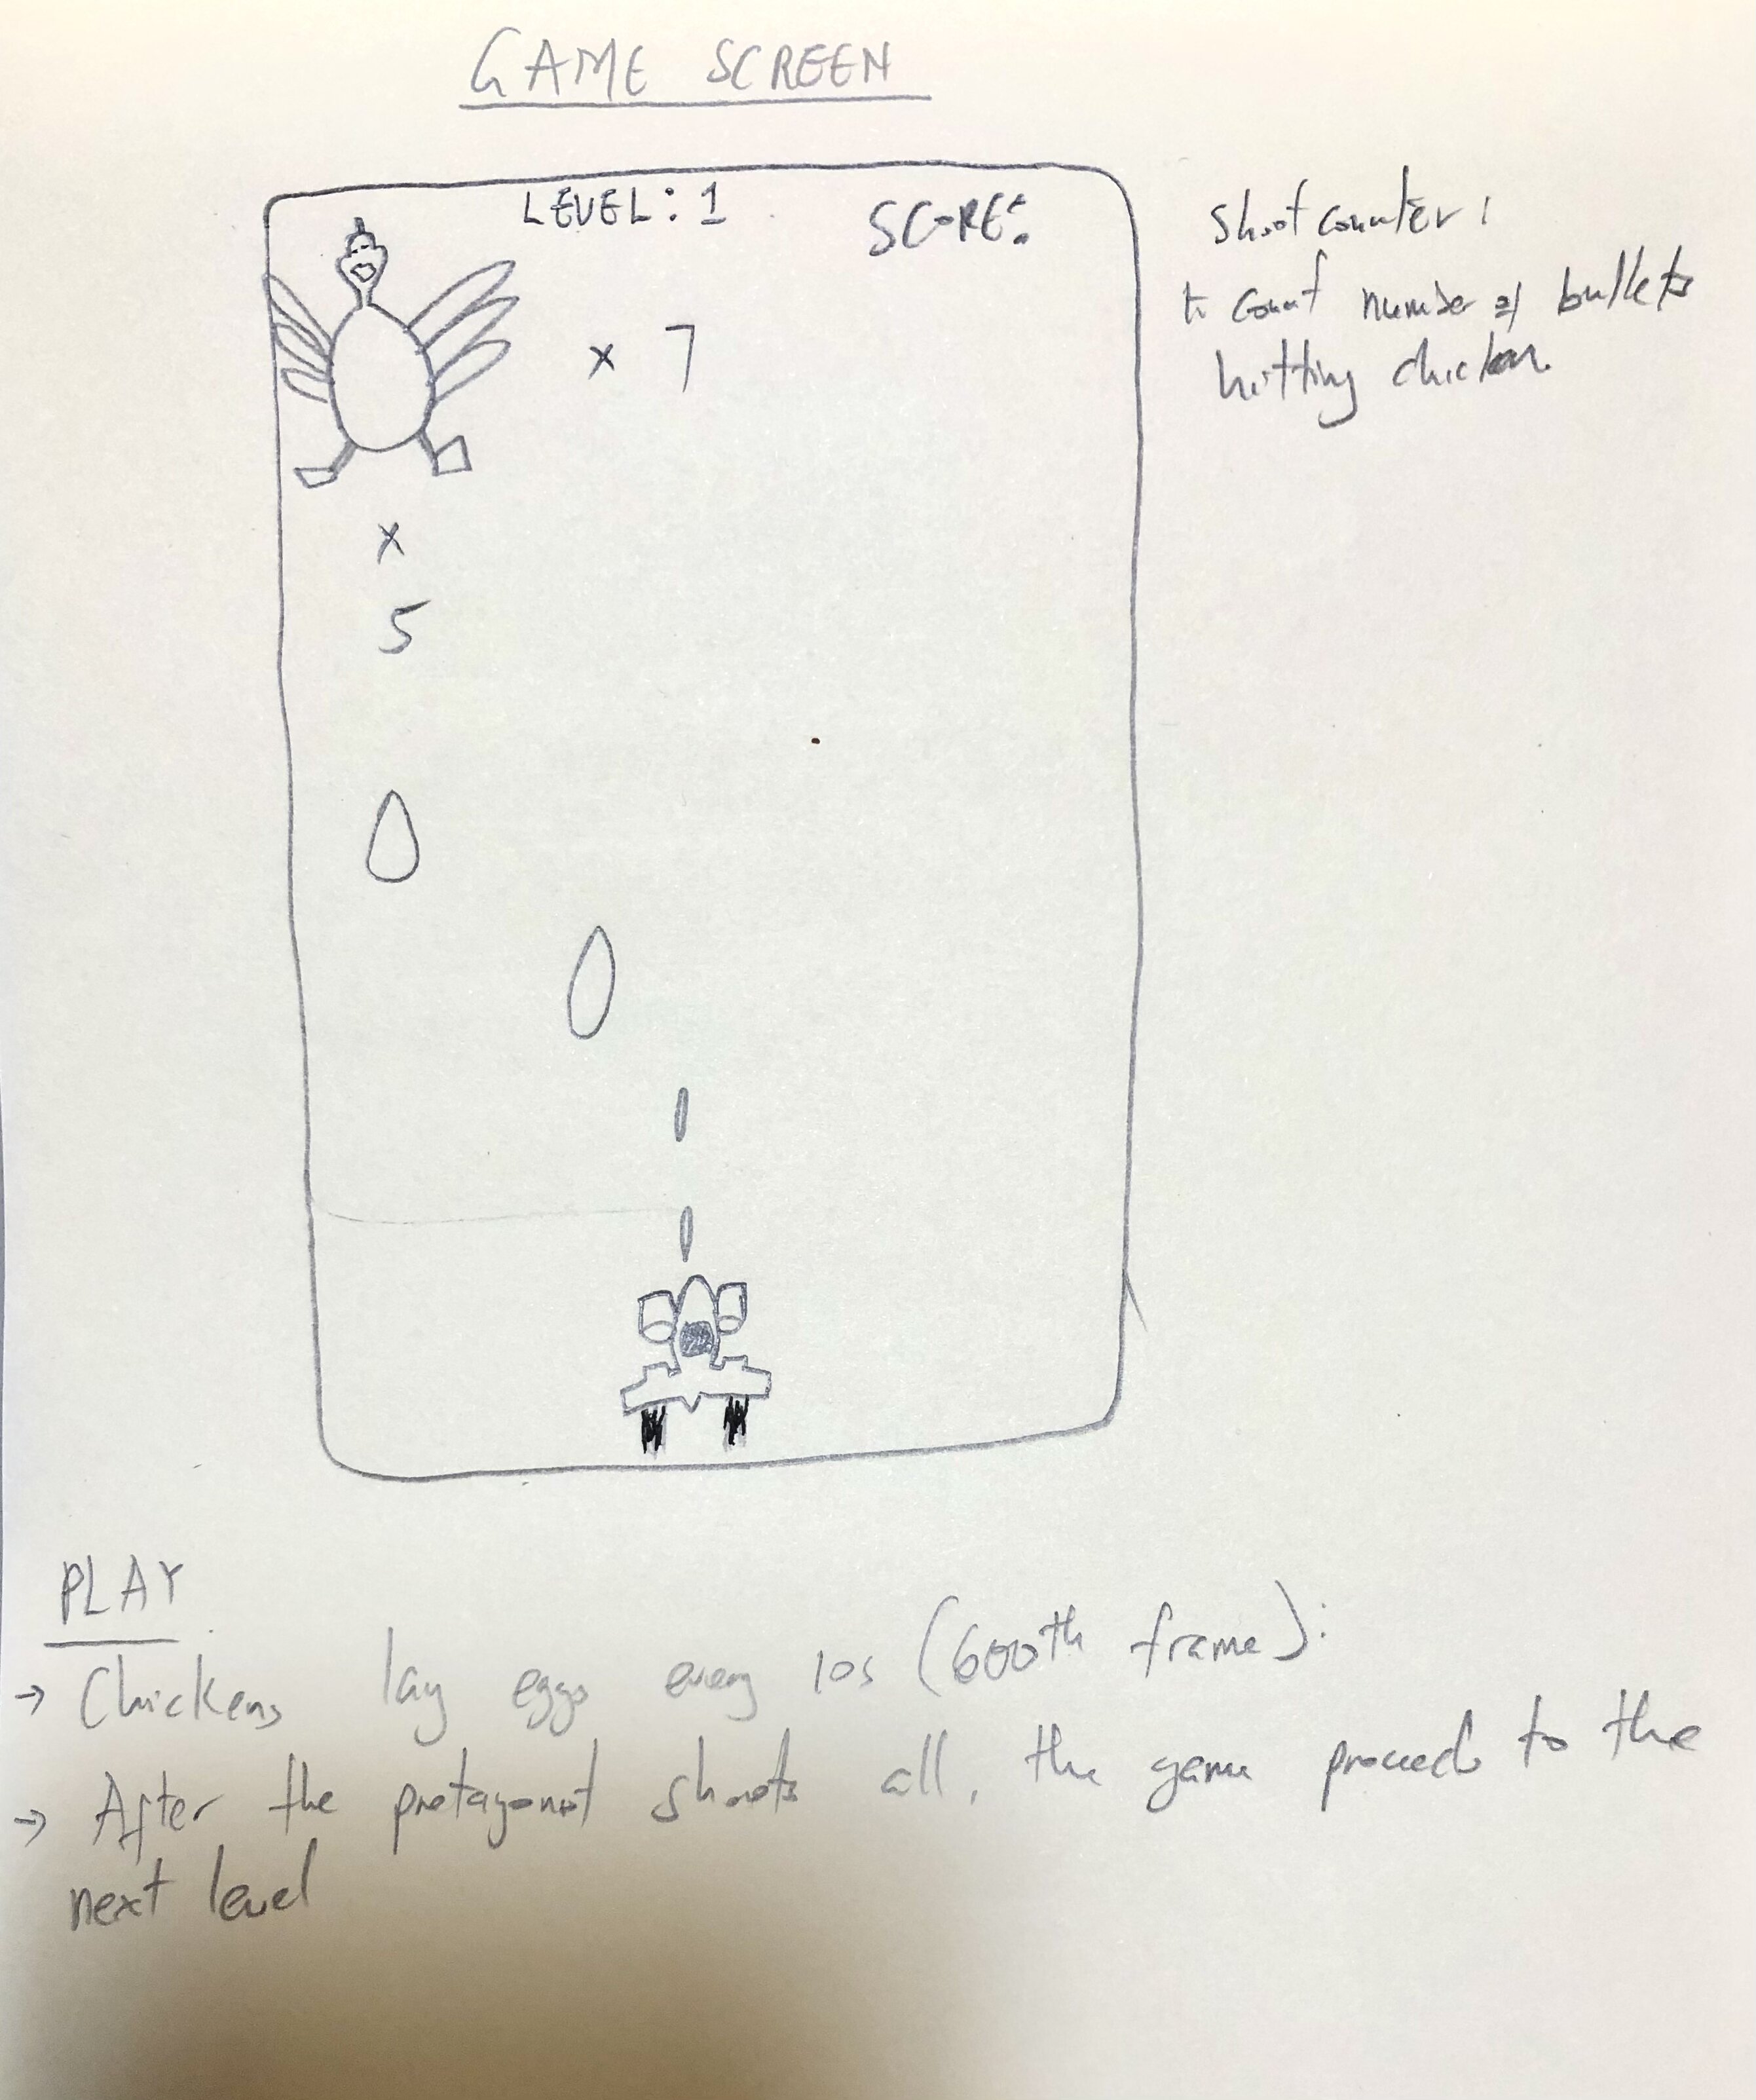 GAME SCREEN
LEVEL: 1
SCORE:
Shoot counter:
to count number of bullets
hitting chicken.
x 7
x
5
PLAY
→ Chickens lay eggs every 10s (600th frame):
→ After the protagonist shoots all, the game proceeds to the
next level